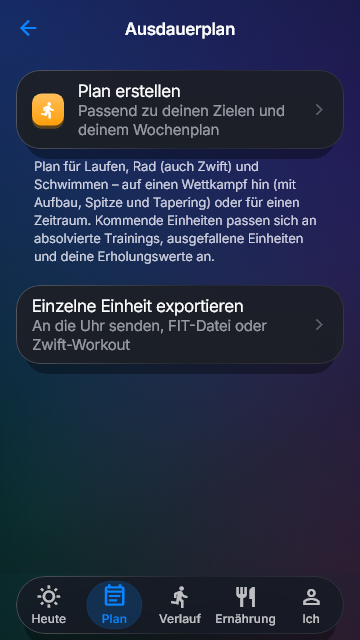 Ausdauerplan
Plan erstellen
Passend zu deinen Zielen und
deinem Wochenplan
Plan für Laufen, Rad (auch Zwift) und
Schwimmen – auf einen Wettkampf hin (mit
Aufbau, Spitze und Tapering) oder für einen
Zeitraum. Kommende Einheiten passen sich an
absolvierte Trainings, ausgefallene Einheiten
und deine Erholungswerte an.
Einzelne Einheit exportieren
An die Uhr senden, FIT-Datei oder
Zwift-Workout
Heute Plan Verlauf Ernährung Ich